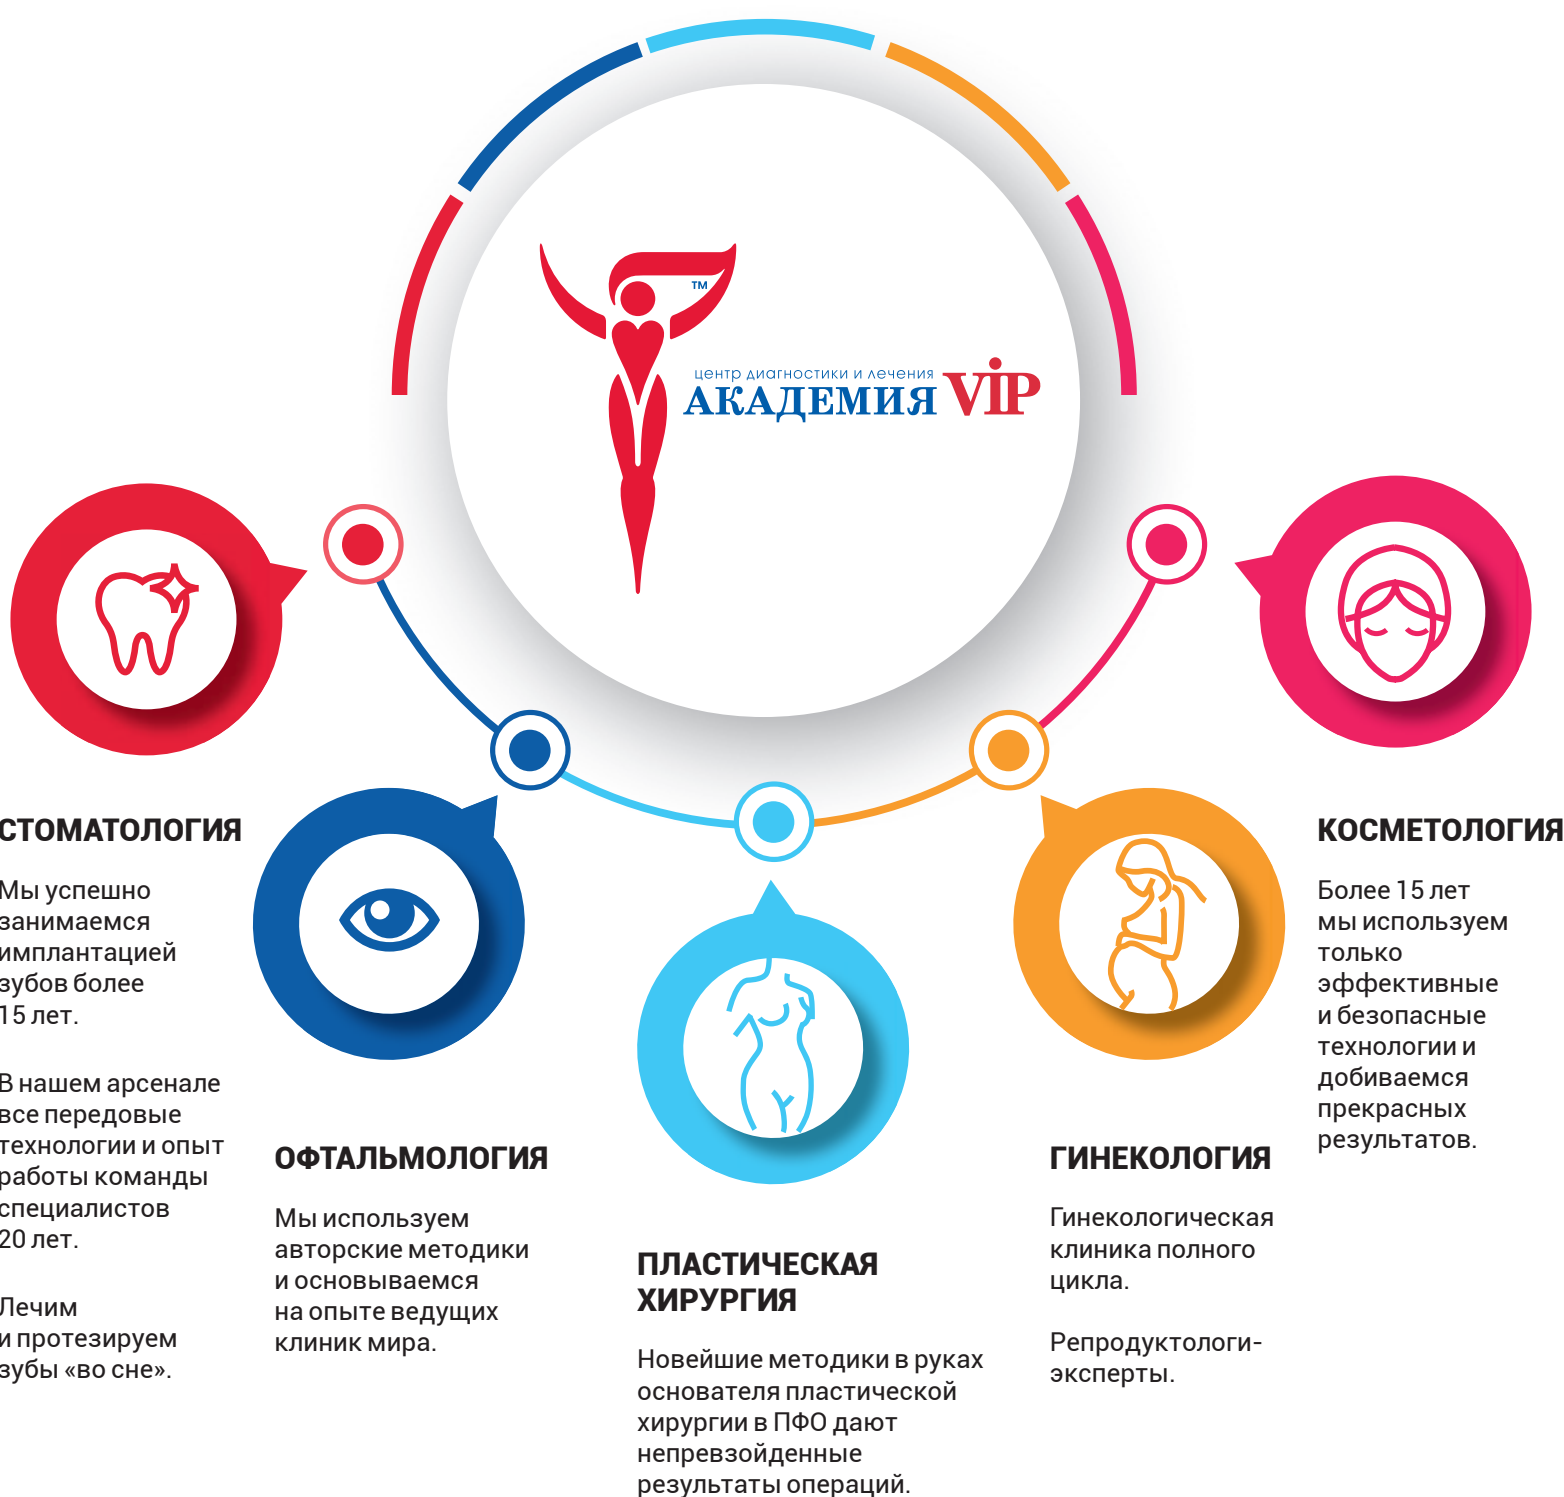 TM
центр диагностики и лечения
АКАДЕМИЯ ViP
СТОМАТОЛОГИЯ
Мы успешно
занимаемся
имплантацией
зубов более
15 лет.
В нашем арсенале
все передовые
технологии и опыт
работы команды
специалистов
20 лет.
Лечим
и протезируем
зубы «во сне».
ОФТАЛЬМОЛОГИЯ
Мы используем
авторские методики
и основываемся
на опыте ведущих
клиник мира.
ПЛАСТИЧЕСКАЯ
ХИРУРГИЯ
Новейшие методики в руках
основателя пластической
хирургии в ПФО дают
непревзойденные
результаты операций.
ГИНЕКОЛОГИЯ
Гинекологическая
клиника полного
цикла.
Репродуктологи-
эксперты.
КОСМЕТОЛОГИЯ
Более 15 лет
мы используем
только
эффективные
и безопасные
технологии и
добиваемся
прекрасных
результатов.